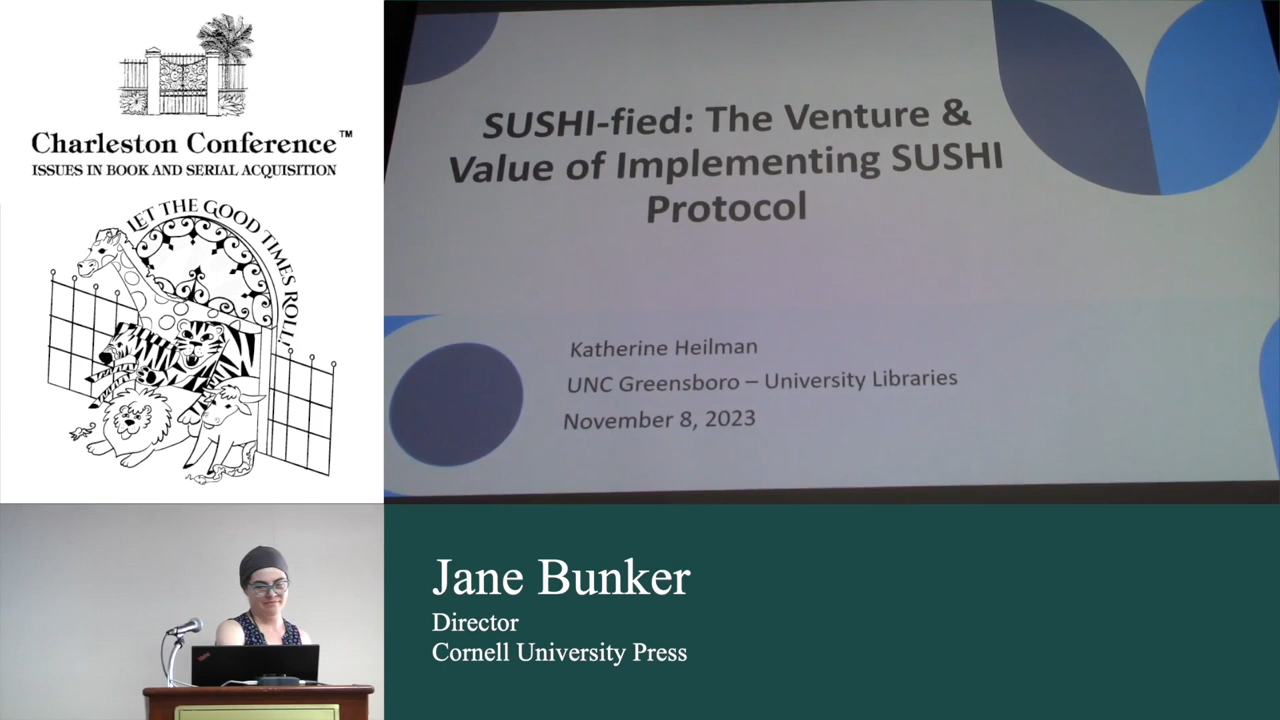 Charleston Conference™
ISSUES IN BOOK AND SERIAL ACQUISITION
LET THE GOOD TIMES ROLL!
SUSHI-fied: The Venture &
Value of Implementing SUSHI
Protocol
Katherine Heilman
UNC Greensboro – University Libraries
November 8, 2023
Jane Bunker
Director
Cornell University Press